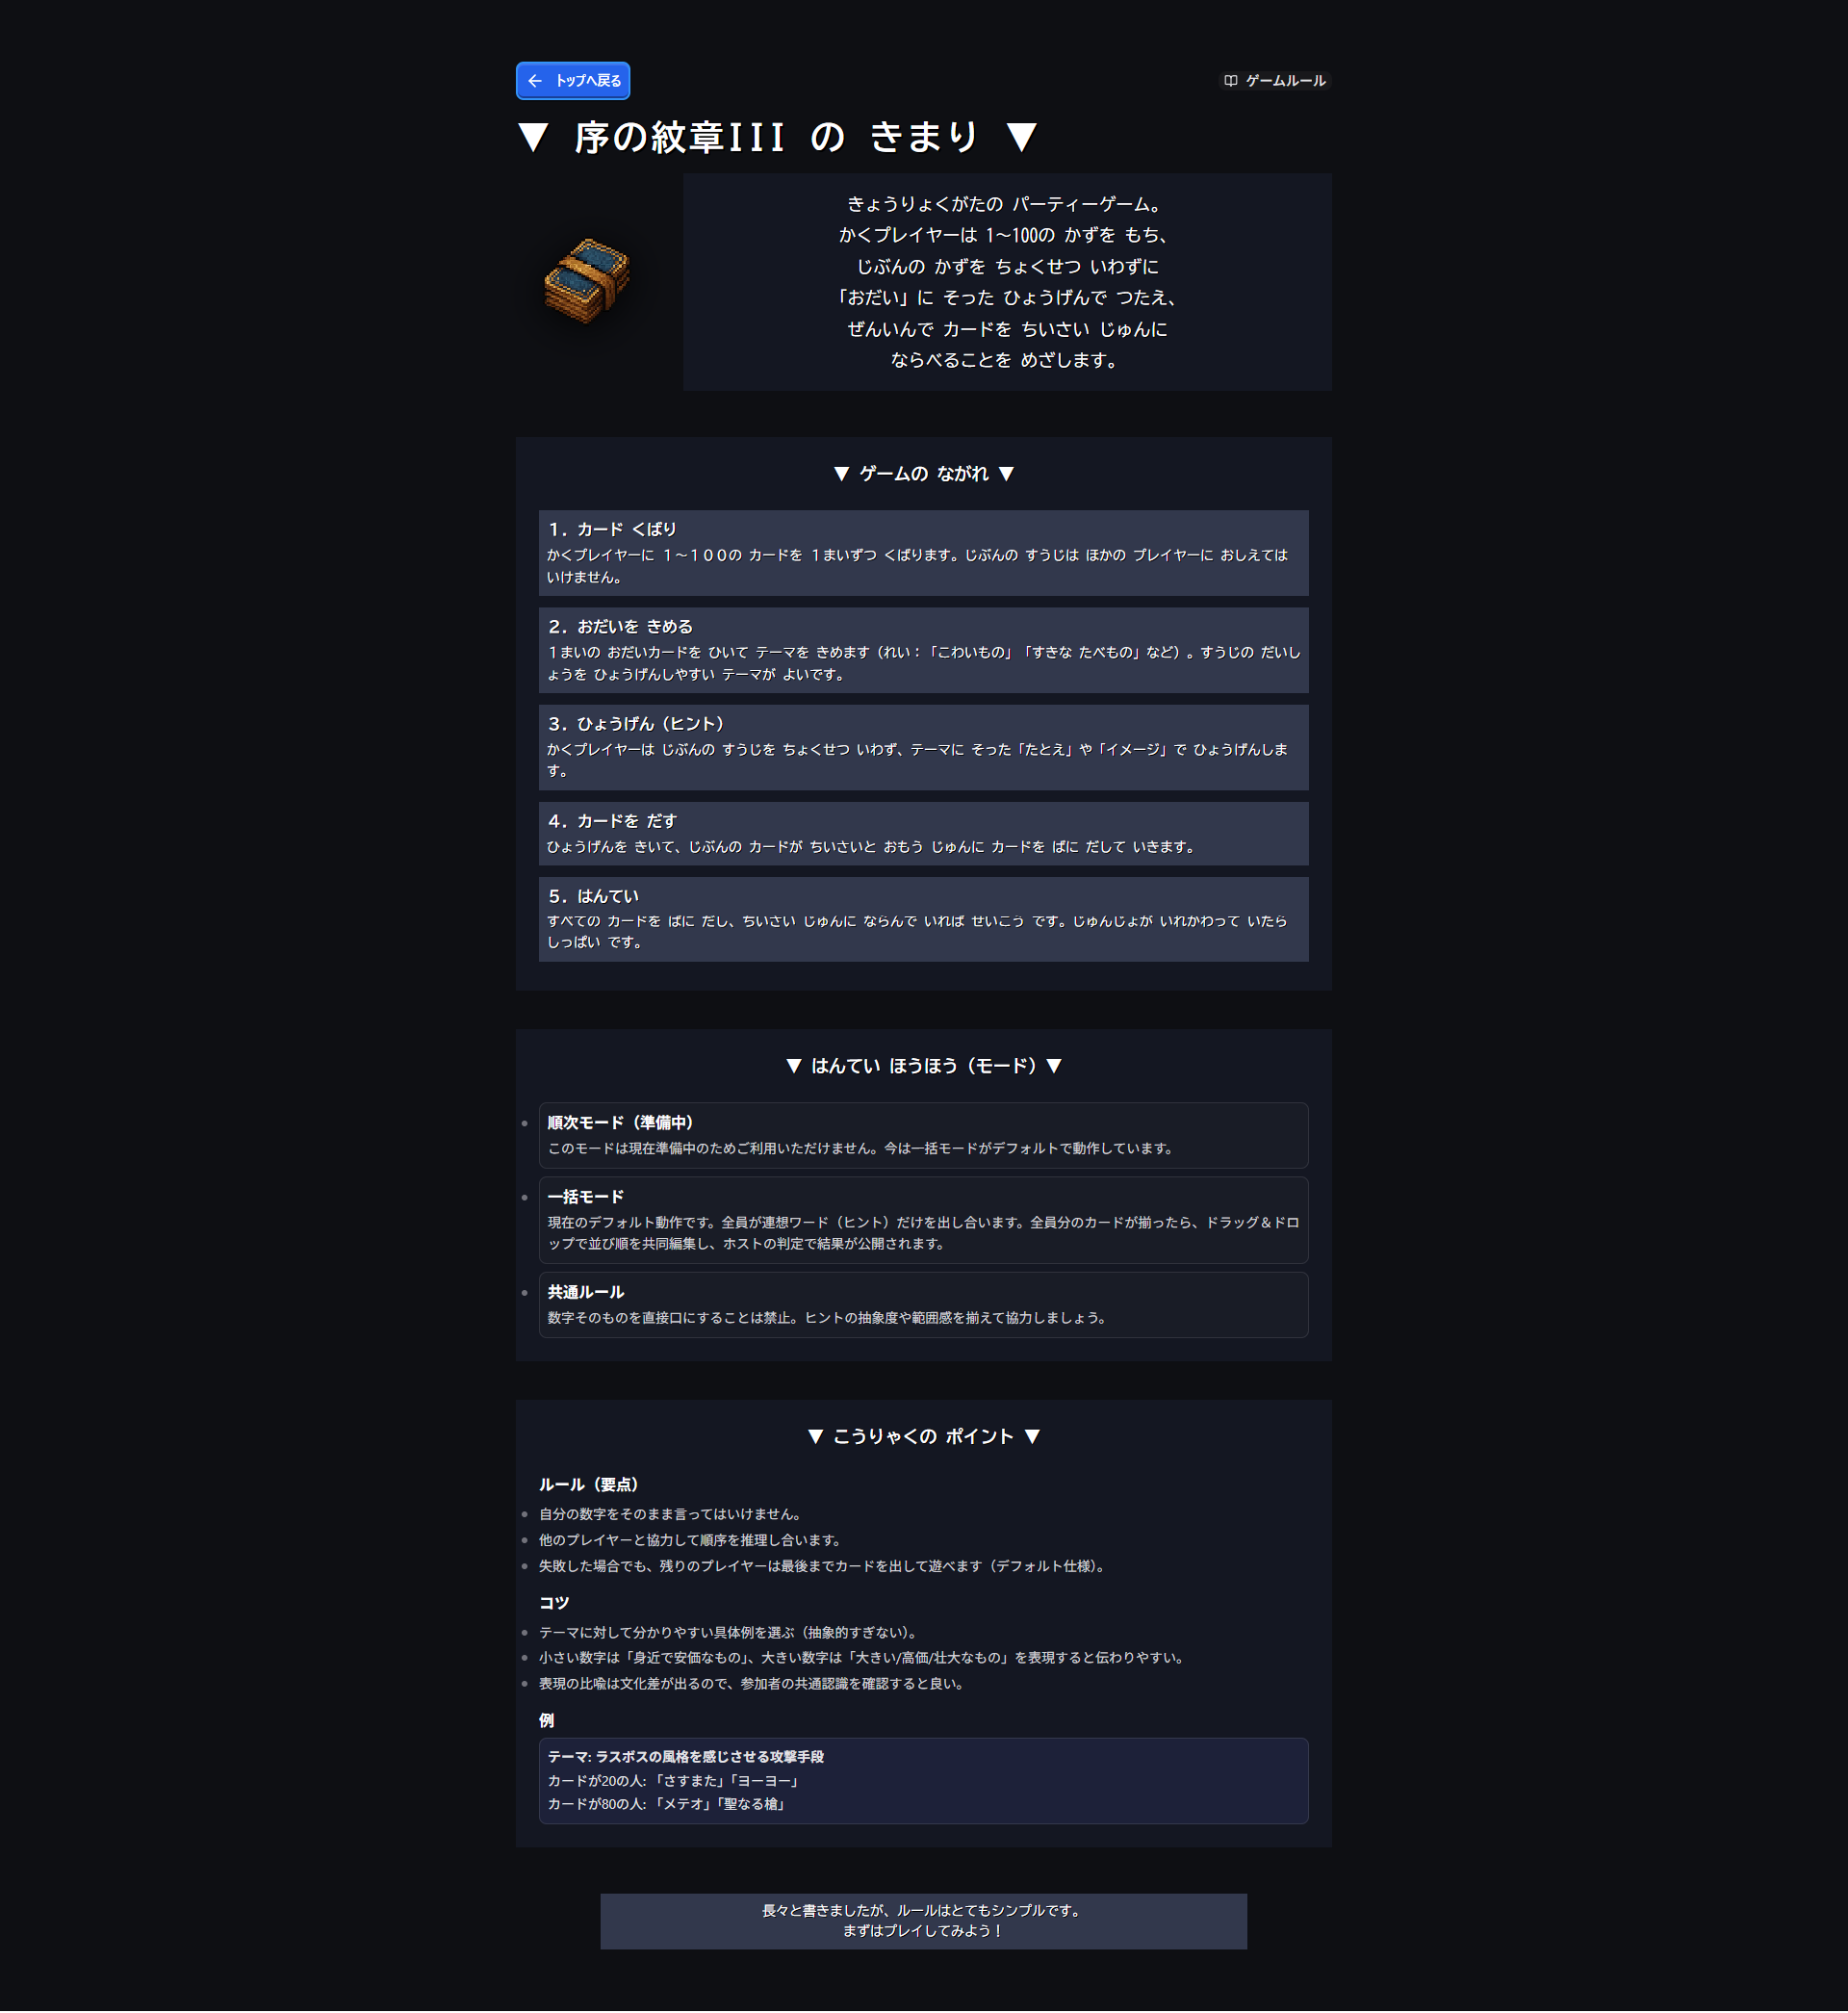 トップへ戻る
ゲームルール
▼ 序の紋章III の きまり ▼
きょうりょくがたの パーティーゲーム。
かくプレイヤーは 1〜100の かずを もち、
じぶんの かずを ちょくせつ いわずに
「おだい」に そった ひょうげんで つたえ、
ぜんいんで カードを ちいさい じゅんに
ならべることを めざします。
▼ ゲームの ながれ ▼
１．カード くばり
かくプレイヤーに １〜１００の カードを １まいずつ くばります。じぶんの すうじは ほかの プレイヤーに おしえては
いけません。
２．おだいを きめる
１まいの おだいカードを ひいて テーマを きめます（れい：「こわいもの」「すきな たべもの」など）。すうじの だいし
ょうを ひょうげんしやすい テーマが よいです。
３．ひょうげん（ヒント）
かくプレイヤーは じぶんの すうじを ちょくせつ いわず、テーマに そった「たとえ」や「イメージ」で ひょうげんしま
す。
４．カードを だす
ひょうげんを きいて、じぶんの カードが ちいさいと おもう じゅんに カードを ばに だして いきます。
５．はんてい
すべての カードを ばに だし、ちいさい じゅんに ならんで いれば せいこう です。じゅんじょが いれかわって いたら
しっぱい です。
▼ はんてい ほうほう（モード）▼
順次モード（準備中）
このモードは現在準備中のためご利用いただけません。今は一括モードがデフォルトで動作しています。
一括モード
現在のデフォルト動作です。全員が連想ワード（ヒント）だけを出し合います。全員分のカードが揃ったら、ドラッグ＆ドロ
ップで並び順を共同編集し、ホストの判定で結果が公開されます。
共通ルール
数字そのものを直接口にすることは禁止。ヒントの抽象度や範囲感を揃えて協力しましょう。
▼ こうりゃくの ポイント ▼
ルール（要点）
自分の数字をそのまま言ってはいけません。
他のプレイヤーと協力して順序を推理し合います。
失敗した場合でも、残りのプレイヤーは最後までカードを出して遊べます（デフォルト仕様）。
コツ
テーマに対して分かりやすい具体例を選ぶ（抽象的すぎない）。
小さい数字は「身近で安価なもの」、大きい数字は「大きい/高価/壮大なもの」を表現すると伝わりやすい。
表現の比喩は文化差が出るので、参加者の共通認識を確認すると良い。
例
テーマ: ラスボスの風格を感じさせる攻撃手段
カードが20の人: 「さすまた」「ヨーヨー」
カードが80の人: 「メテオ」「聖なる槍」
長々と書きましたが、ルールはとてもシンプルです。
まずはプレイしてみよう！